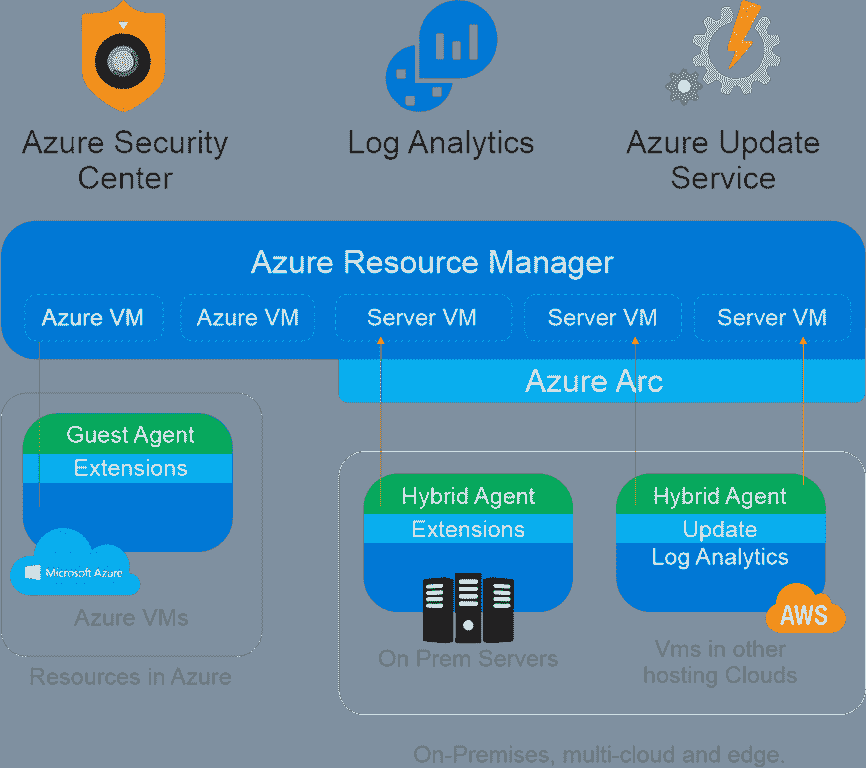 Azure Security
Center
Log Analytics
Azure Update
Service
Azure Resource Manager
Azure VM
Azure VM
Server VM
Server VM
Server VM
Azure Arc
Guest Agent
Extensions
Microsoft Azure
Azure VMs
Resources in Azure
Hybrid Agent
Extensions
On Prem Servers
Hybrid Agent
Update
Log Analytics
AWS
Vms in other
hosting Clouds
On-Premises, multi-cloud and edge.